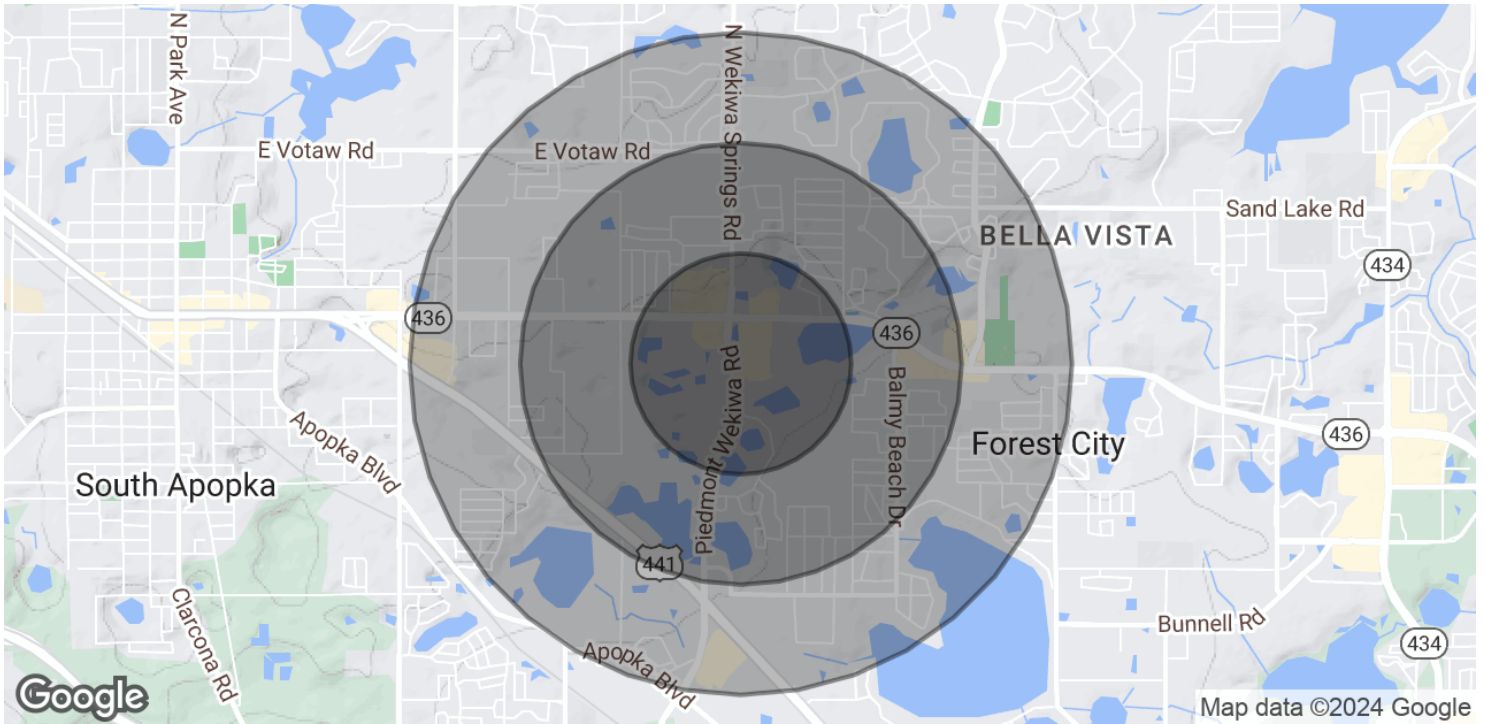 N Park Ave
N Wekiwa Springs Rd
E Votaw Rd
E Votaw Rd
Sand Lake Rd
BELLA VISTA
434
436
436
Piedmont Wekiwa Rd
Balmy Beach Dr
Apopka Blvd
Forest City
436
South Apopka
441
Clarcona Rd
Bunnell Rd
434
Apopka Blvd
Google
Map data ©2024 Google